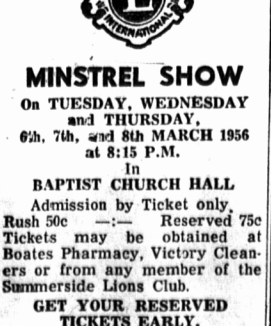 L
INTERNATIONAL
MINSTREL SHOW
On TUESDAY, WEDNESDAY
and THURSDAY,
6th, 7th, and 8th MARCH 1956
at 8:15 P.M.
In
BAPTIST CHURCH HALL
Admission by Ticket only.
Rush 50c —:— Reserved 75c
Tickets may be obtained at
Boates Pharmacy, Victory Clean-
ers or from any member of the
Summerside Lions Club.
GET YOUR RESERVED
TICKETS EARLY.